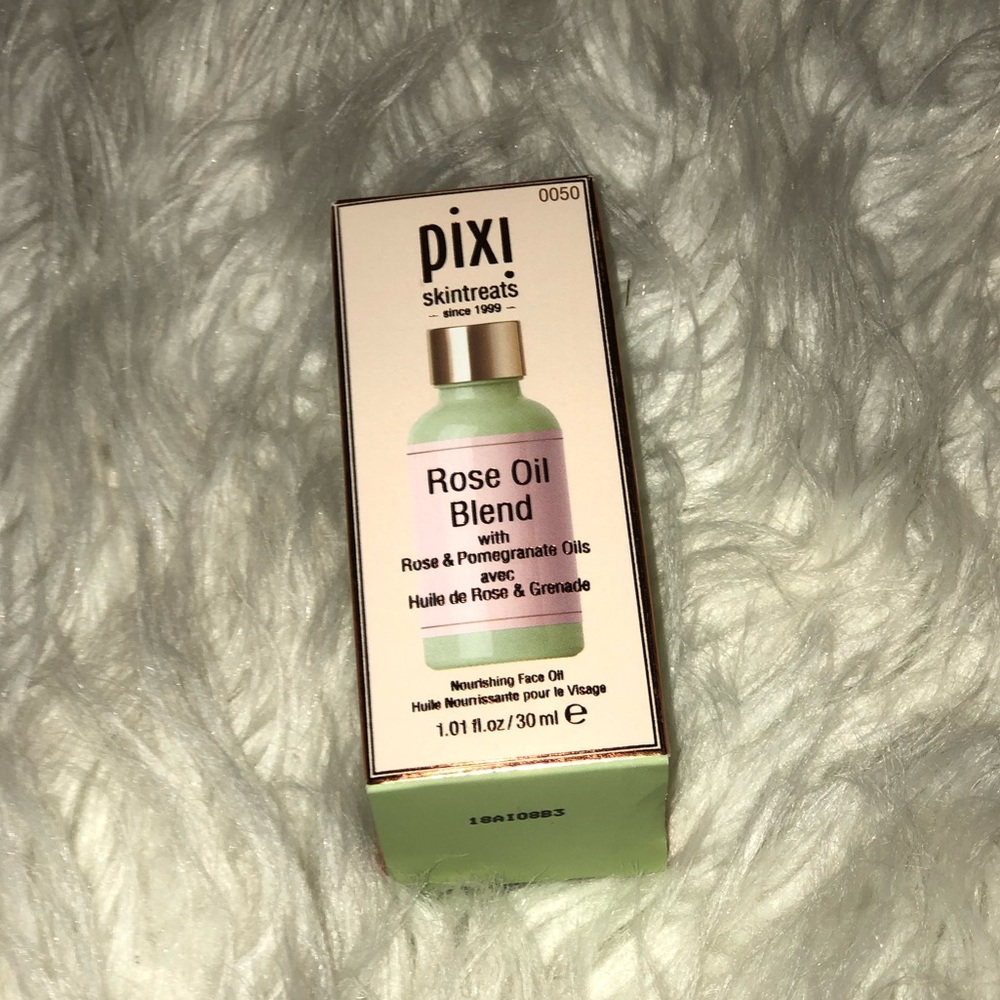 0050
pixi
skintreats
– since 1999 –
Rose Oil
Blend
with
Rose & Pomegranate Oils
avec
Huile de Rose & Grenade
Nourishing Face Oil
Huile Nourrissante pour le Visage
1.01 fl.oz/30 ml ℮
18AI08B3